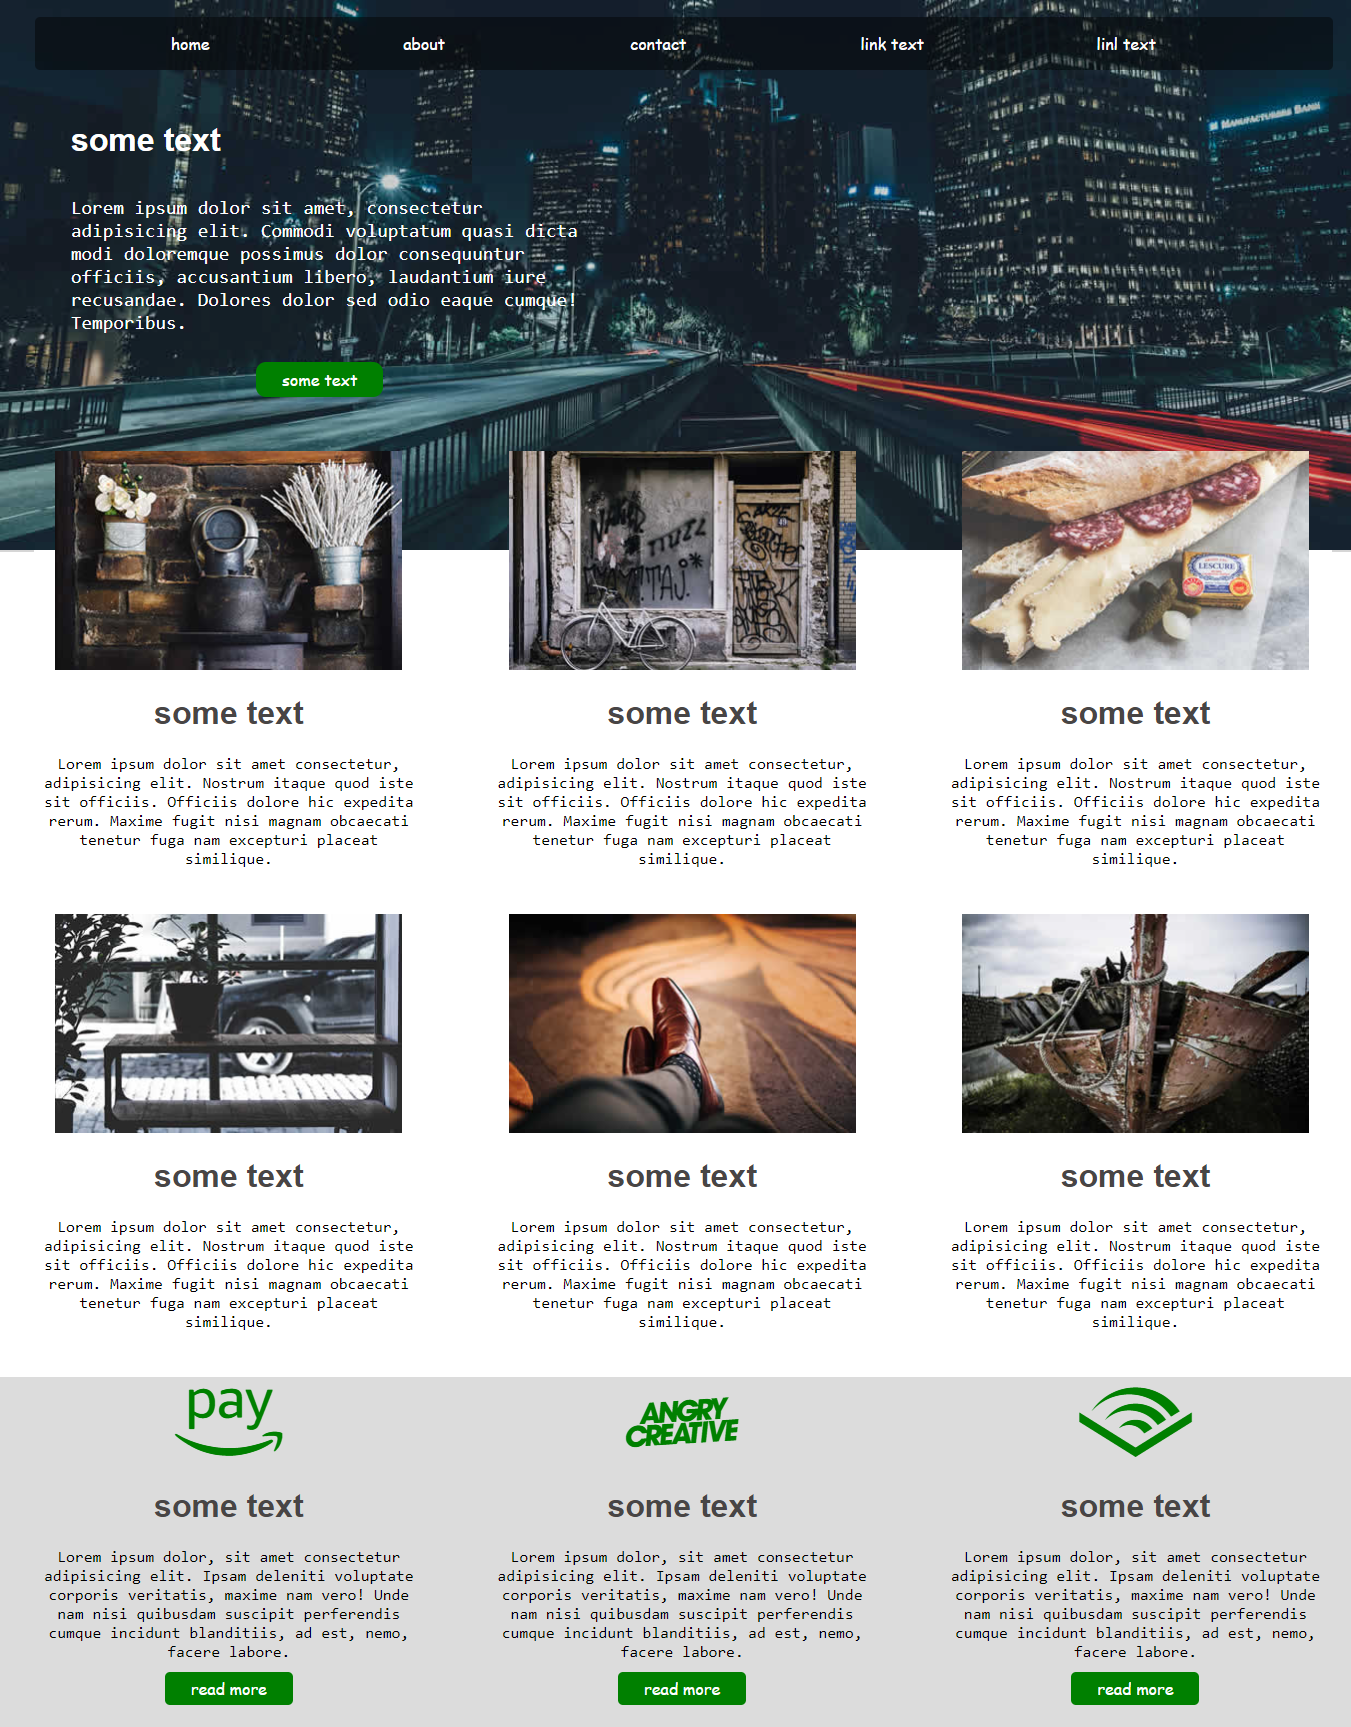 home about contact link text linl text
MANUFACTURERS BANK
some text
Lorem ipsum dolor sit amet, consectetur
adipisicing elit. Commodi voluptatum quasi dicta
modi doloremque possimus dolor consequuntur
officiis, accusantium libero, laudantium iure
recusandae. Dolores dolor sed odio eaque cumque!
Temporibus.
some text
LESCURE
some text
Lorem ipsum dolor sit amet consectetur,
adipisicing elit. Nostrum itaque quod iste
sit officiis. Officiis dolore hic expedita
rerum. Maxime fugit nisi magnam obcaecati
tenetur fuga nam excepturi placeat
similique.
some text
Lorem ipsum dolor sit amet consectetur,
adipisicing elit. Nostrum itaque quod iste
sit officiis. Officiis dolore hic expedita
rerum. Maxime fugit nisi magnam obcaecati
tenetur fuga nam excepturi placeat
similique.
some text
Lorem ipsum dolor sit amet consectetur,
adipisicing elit. Nostrum itaque quod iste
sit officiis. Officiis dolore hic expedita
rerum. Maxime fugit nisi magnam obcaecati
tenetur fuga nam excepturi placeat
similique.
some text
Lorem ipsum dolor sit amet consectetur,
adipisicing elit. Nostrum itaque quod iste
sit officiis. Officiis dolore hic expedita
rerum. Maxime fugit nisi magnam obcaecati
tenetur fuga nam excepturi placeat
similique.
some text
Lorem ipsum dolor sit amet consectetur,
adipisicing elit. Nostrum itaque quod iste
sit officiis. Officiis dolore hic expedita
rerum. Maxime fugit nisi magnam obcaecati
tenetur fuga nam excepturi placeat
similique.
some text
Lorem ipsum dolor sit amet consectetur,
adipisicing elit. Nostrum itaque quod iste
sit officiis. Officiis dolore hic expedita
rerum. Maxime fugit nisi magnam obcaecati
tenetur fuga nam excepturi placeat
similique.
pay
some text
Lorem ipsum dolor, sit amet consectetur
adipisicing elit. Ipsam deleniti voluptate
corporis veritatis, maxime nam vero! Unde
nam nisi quibusdam suscipit perferendis
cumque incidunt blanditiis, ad est, nemo,
facere labore.
read more
ANGRY
CREATIVE
some text
Lorem ipsum dolor, sit amet consectetur
adipisicing elit. Ipsam deleniti voluptate
corporis veritatis, maxime nam vero! Unde
nam nisi quibusdam suscipit perferendis
cumque incidunt blanditiis, ad est, nemo,
facere labore.
read more
some text
Lorem ipsum dolor, sit amet consectetur
adipisicing elit. Ipsam deleniti voluptate
corporis veritatis, maxime nam vero! Unde
nam nisi quibusdam suscipit perferendis
cumque incidunt blanditiis, ad est, nemo,
facere labore.
read more